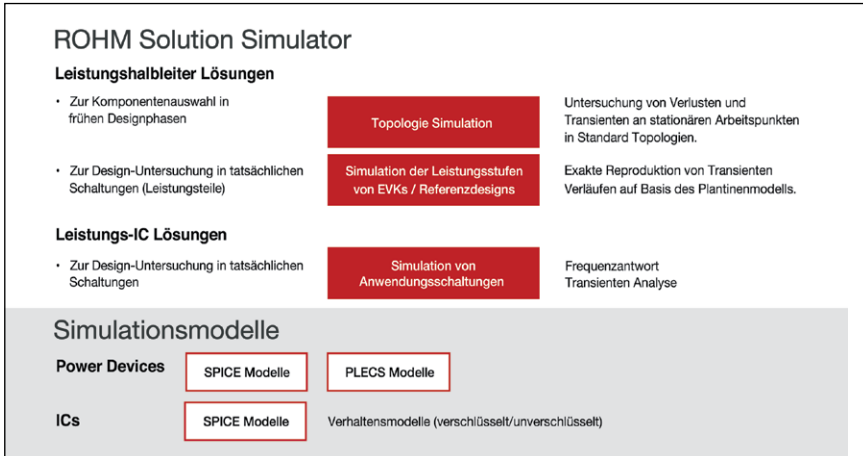 ROHM Solution Simulator
Leistungshalbleiter Lösungen
• Zur Komponentenauswahl in
frühen Designphasen
Topologie Simulation
Untersuchung von Verlusten und
Transienten an stationären Arbeitspunkten
in Standard Topologien.
• Zur Design-Untersuchung in tatsächlichen
Schaltungen (Leistungsteile)
Simulation der Leistungsstufen
von EVKs / Referenzdesigns
Exakte Reproduktion von Transienten
Verläufen auf Basis des Plantinenmodells.
Leistungs-IC Lösungen
• Zur Design-Untersuchung in tatsächlichen
Schaltungen
Simulation von
Anwendungsschaltungen
Frequenzantwort
Transienten Analyse
Simulationsmodelle
Power Devices
SPICE Modelle
PLECS Modelle
ICs
SPICE Modelle
Verhaltensmodelle (verschlüsselt/unverschlüsselt)